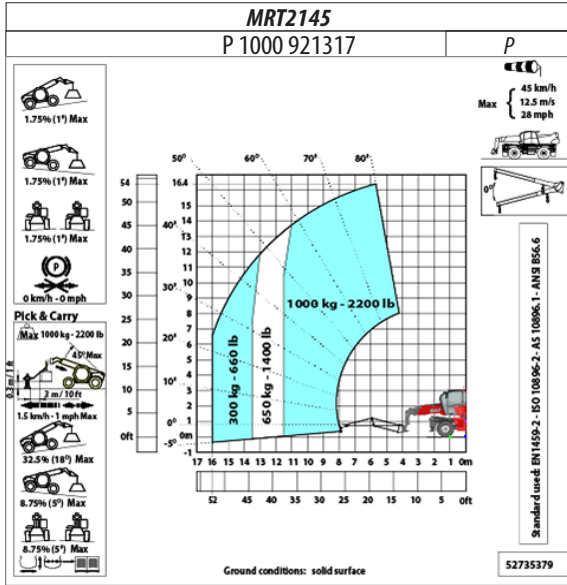 MRT2145
P 1000 921317
P
1.75% (1°) Max
1.75% (1°) Max
1.75% (1°) Max
P
0 km/h - 0 mph
Pick & Carry
Max 1000 kg - 2200 lb
45° Max
0.3 m / 1 ft
3 m / 10 ft
1.5 km/h - 1 mph Max
32.5% (18°) Max
8.75% (5°) Max
8.75% (5°) Max
Max
45 km/h
12.5 m/s
28 mph
0°
50° 60° 70° 80°
40°
30°
20°
10°
0°
-5°
54
50
45
40
35
30
25
20
15
10
5
0ft
16.4
15
14
13
12
11
10
9
8
7
6
5
4
3
2
1
0m
-1
300 kg - 660 lb
650 kg - 1400 lb
1000 kg - 2200 lb
17 16 15 14 13 12 11 10 9 8 7 6 5 4 3 2 1 0m
52 45 40 35 30 25 20 15 10 5 0ft
Ground conditions: solid surface
Standard used: EN1459-2 - ISO 10896-2 - AS 10896.1 - ANSI B56.6
52735379